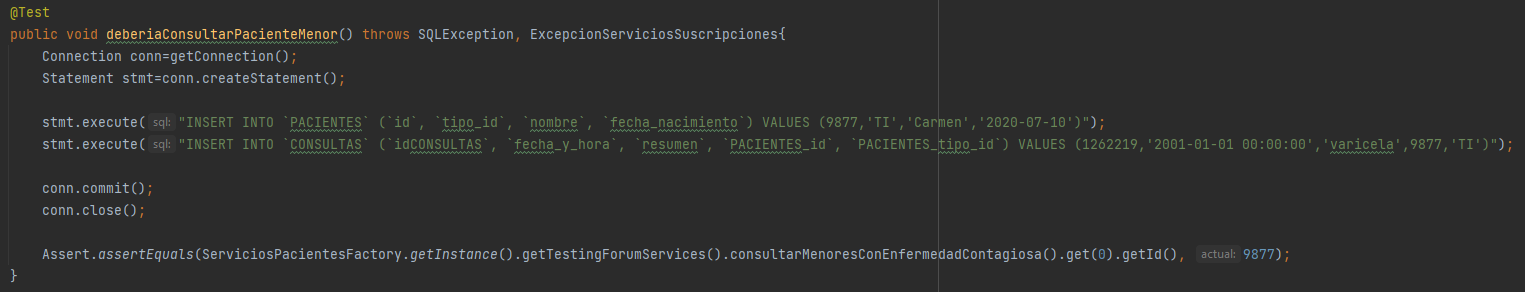 @Test
public void deberiaConsultarPacienteMenor() throws SQLException, ExcepcionServiciosSuscripciones{
    Connection conn=getConnection();
    Statement stmt=conn.createStatement();

    stmt.execute( sql: "INSERT INTO `PACIENTES` (`id`, `tipo_id`, `nombre`, `fecha_nacimiento`) VALUES (9877,'TI','Carmen','2020-07-10')");
    stmt.execute( sql: "INSERT INTO `CONSULTAS` (`idCONSULTAS`, `fecha_y_hora`, `resumen`, `PACIENTES_id`, `PACIENTES_tipo_id`) VALUES (1262219,'2001-01-01 00:00:00','varicela',9877,'TI')");

    conn.commit();
    conn.close();

    Assert.assertEquals(ServiciosPacientesFactory.getInstance().getTestingForumServices().consultarMenoresConEnfermedadContagiosa().get(0).getId(), actual: 9877);
}